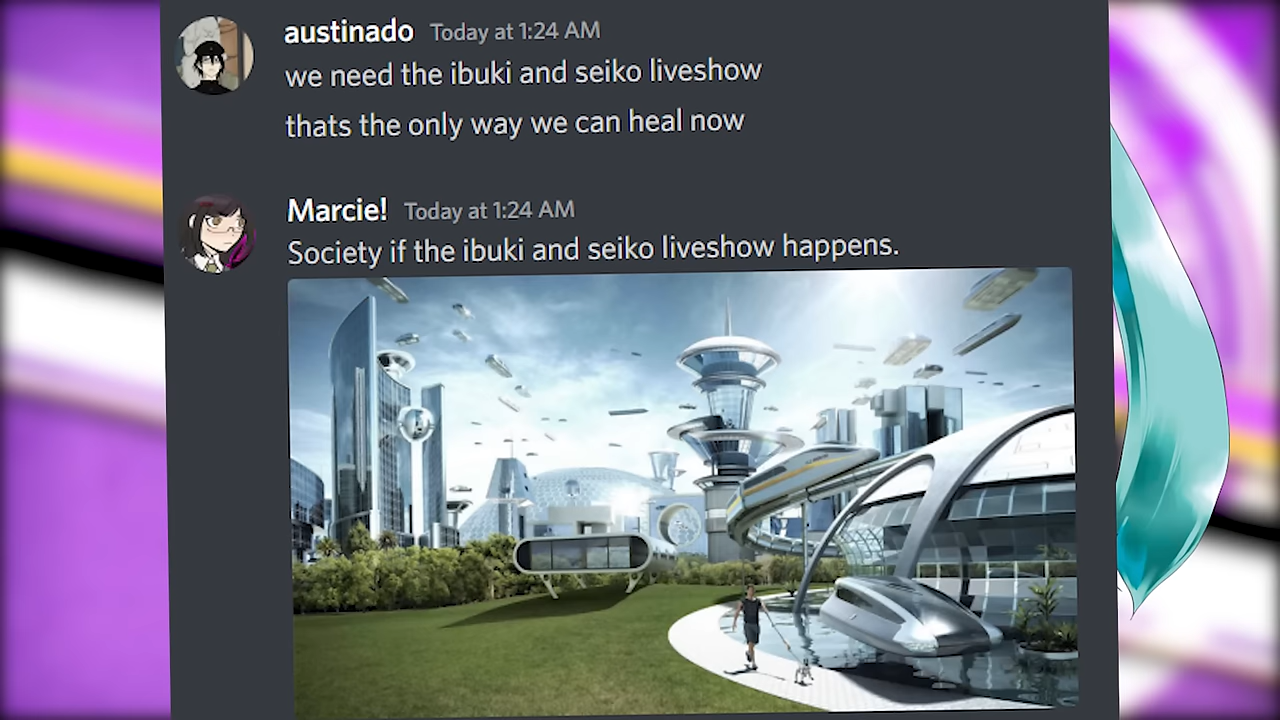 austinado Today at 1:24 AM
we need the ibuki and seiko liveshow
thats the only way we can heal now
Marcie! Today at 1:24 AM
Society if the ibuki and seiko liveshow happens.